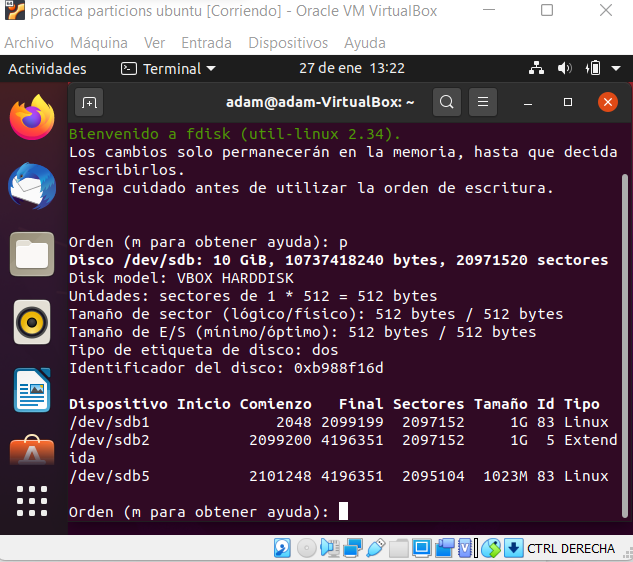 practica particions ubuntu [Corriendo] - Oracle VM VirtualBox
Archivo Máquina Ver Entrada Dispositivos Ayuda
Actividades Terminal 27 de ene 13:22
adam@adam-VirtualBox: ~
Bienvenido a fdisk (util-linux 2.34).
Los cambios solo permanecerán en la memoria, hasta que decida
escribirlos.
Tenga cuidado antes de utilizar la orden de escritura.
Orden (m para obtener ayuda): p
Disco /dev/sdb: 10 GiB, 10737418240 bytes, 20971520 sectores
Disk model: VBOX HARDDISK
Unidades: sectores de 1 * 512 = 512 bytes
Tamaño de sector (lógico/físico): 512 bytes / 512 bytes
Tamaño de E/S (mínimo/óptimo): 512 bytes / 512 bytes
Tipo de etiqueta de disco: dos
Identificador del disco: 0xb988f16d
Dispositivo Inicio Comienzo Final Sectores Tamaño Id Tipo
/dev/sdb1 2048 2099199 2097152 1G 83 Linux
/dev/sdb2 2099200 4196351 2097152 1G 5 Extend
ida
/dev/sdb5 2101248 4196351 2095104 1023M 83 Linux
Orden (m para obtener ayuda):
CTRL DERECHA